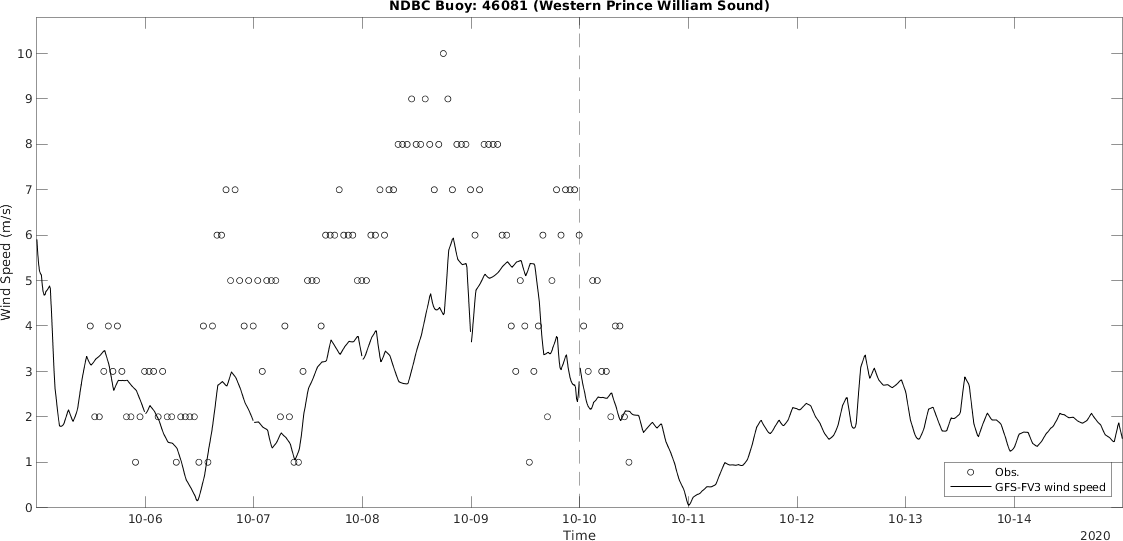 NDBC Buoy: 46081 (Western Prince William Sound)
10
9
8
7
6
5
4
3
2
1
0
Wind Speed (m/s)
Obs.
GFS-FV3 wind speed
10-06 10-07 10-08 10-09 10-10 10-11 10-12 10-13 10-14
Time
2020